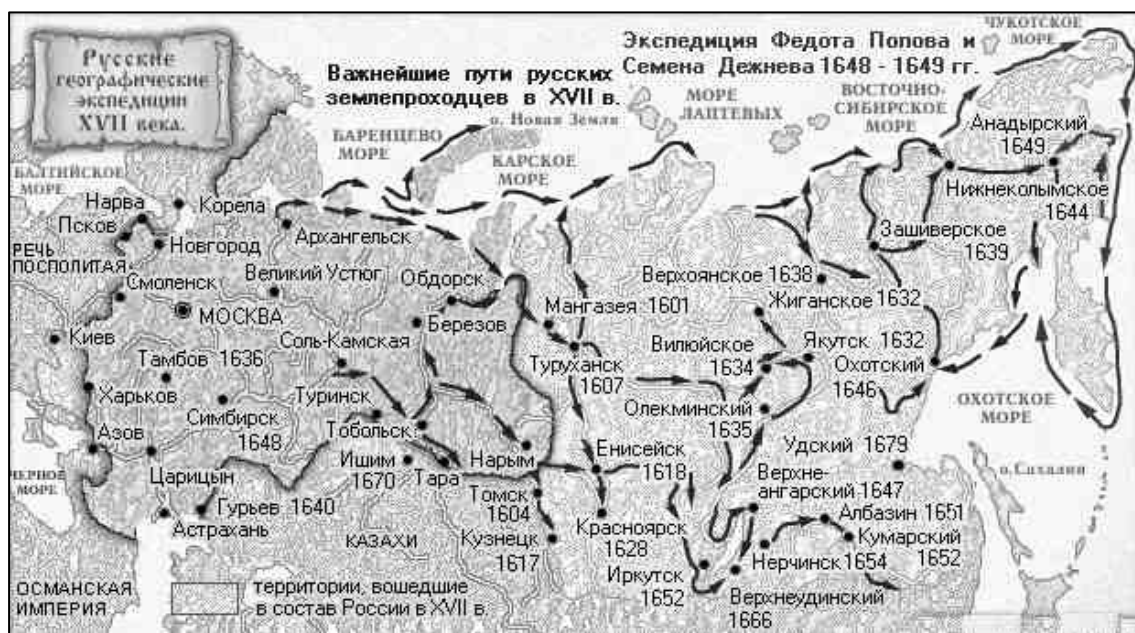 Русские
географические
экспедиции
XVII века.
Важнейшие пути русских
землепроходцев в XVII в.
Экспедиция Федота Попова и
Семена Дежнева 1648 - 1649 гг.
ЧУКОТСКОЕ
МОРЕ
ВОСТОЧНО-
СИБИРСКОЕ
МОРЕ
МОРЕ
ЛАПТЕВЫХ
о. Новая Земля
БАРЕНЦЕВО
МОРЕ
КАРСКОЕ
МОРЕ
БАЛТИЙСКОЕ
МОРЕ
Анадырский
1649
Нижнеколымское
1644
Нарва
Корела
Псков
Новгород
Архангельск
РЕЧЬ
ПОСПОЛИТАЯ
Зашиверское
1639
Смоленск
Великий Устюг
Обдорск
Верхоянское 1638
Жиганское 1632
МОСКВА
Мангазея 1601
Березов
Киев
Соль-Камская
Тамбов 1636
Туруханск
1607
Вилюйское
1634
Якутск 1632
Охотский
1646
Харьков
Туринск
Симбирск
1648
Олекминский
1635
ОХОТСКОЕ
МОРЕ
Азов
Тобольск
Удский 1679
ЧЕРНОЕ
МОРЕ
Царицын
Ишим
1670
Тара
Нарым
Енисейск
1618
Верхне-
ангарский 1647
о.Сахалин
Гурьев 1640
Астрахань
Томск
1604
Кузнецк
1617
Красноярск
1628
Албазин 1651
Кумарский
1652
КАЗАХИ
Нерчинск 1654
Иркутск
1652
Верхнеудинский
1666
ОСМАНСКАЯ
ИМПЕРИЯ
территории, вошедшие
в состав России в XVII в.